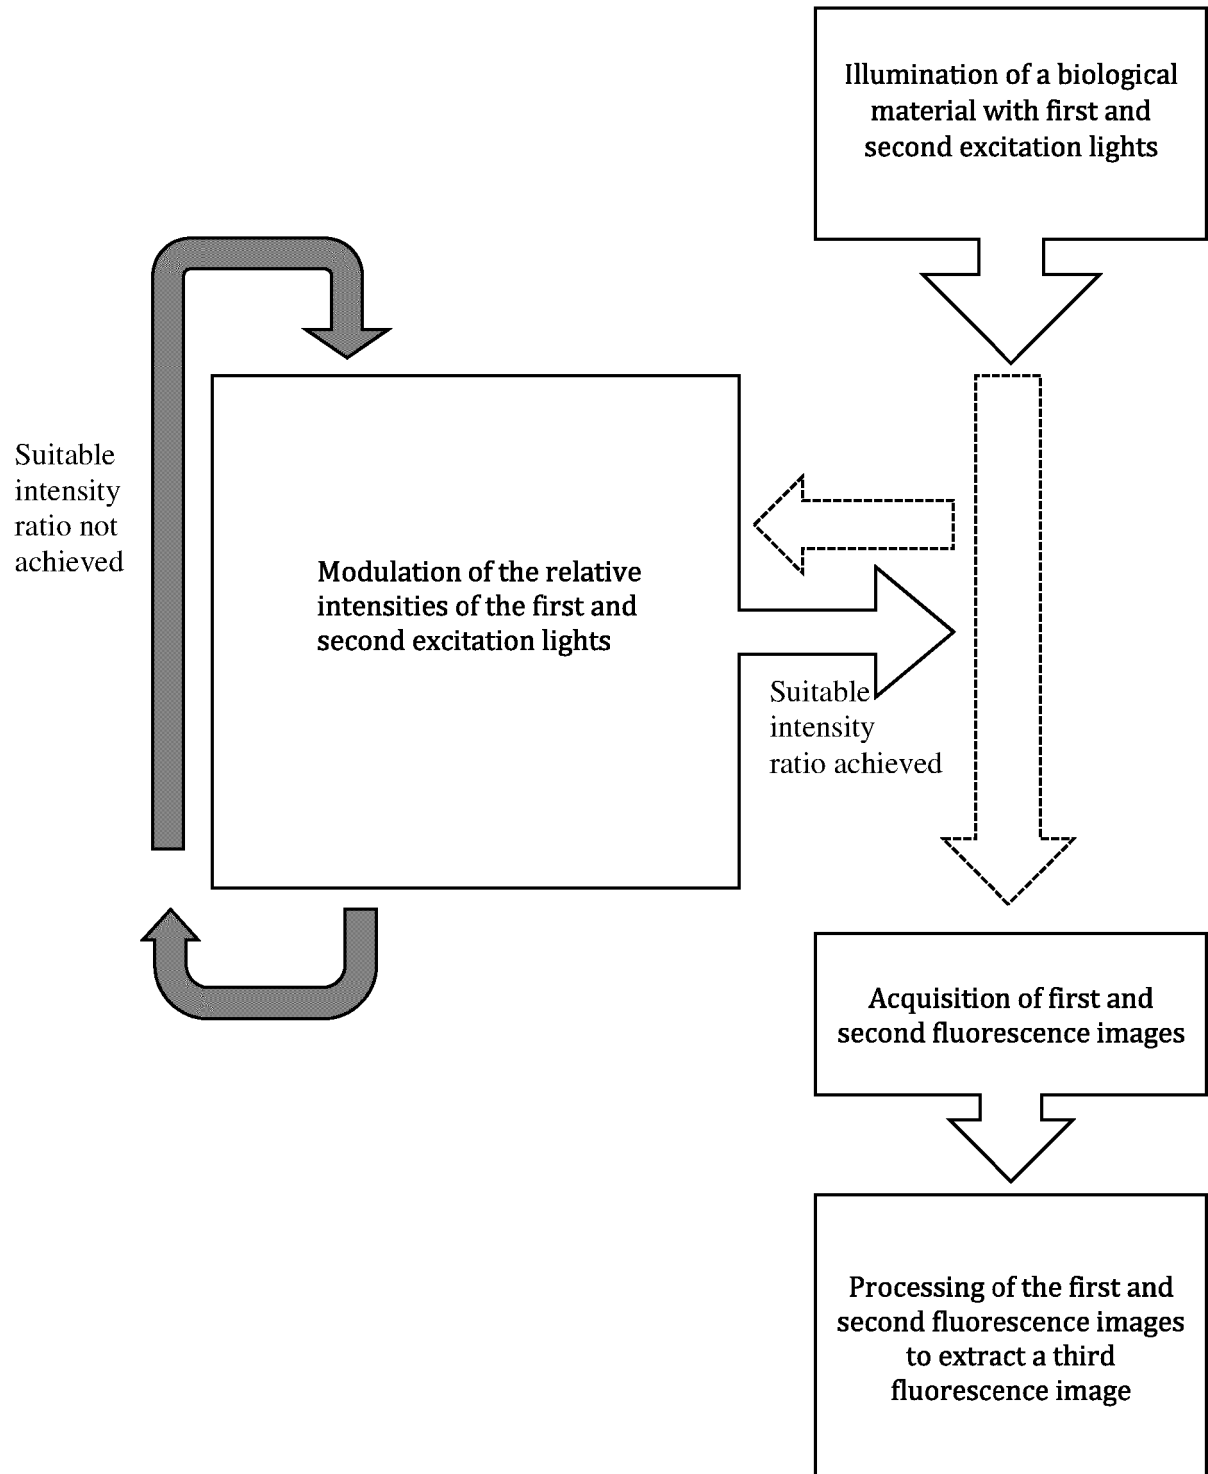 Illumination of a biological
material with first and
second excitation lights
Suitable
intensity
ratio not
achieved
Modulation of the relative
intensities of the first and
second excitation lights
Suitable
intensity
ratio achieved
Acquisition of first and
second fluorescence images
Processing of the first and
second fluorescence images
to extract a third
fluorescence image